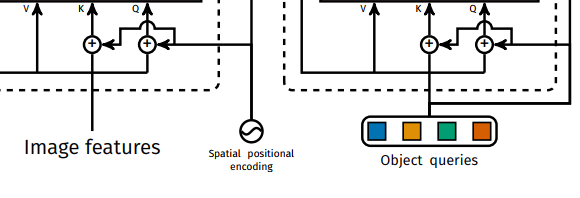 V K Q V K Q
+ + + +
Image features
Spatial positional
encoding
Object queries